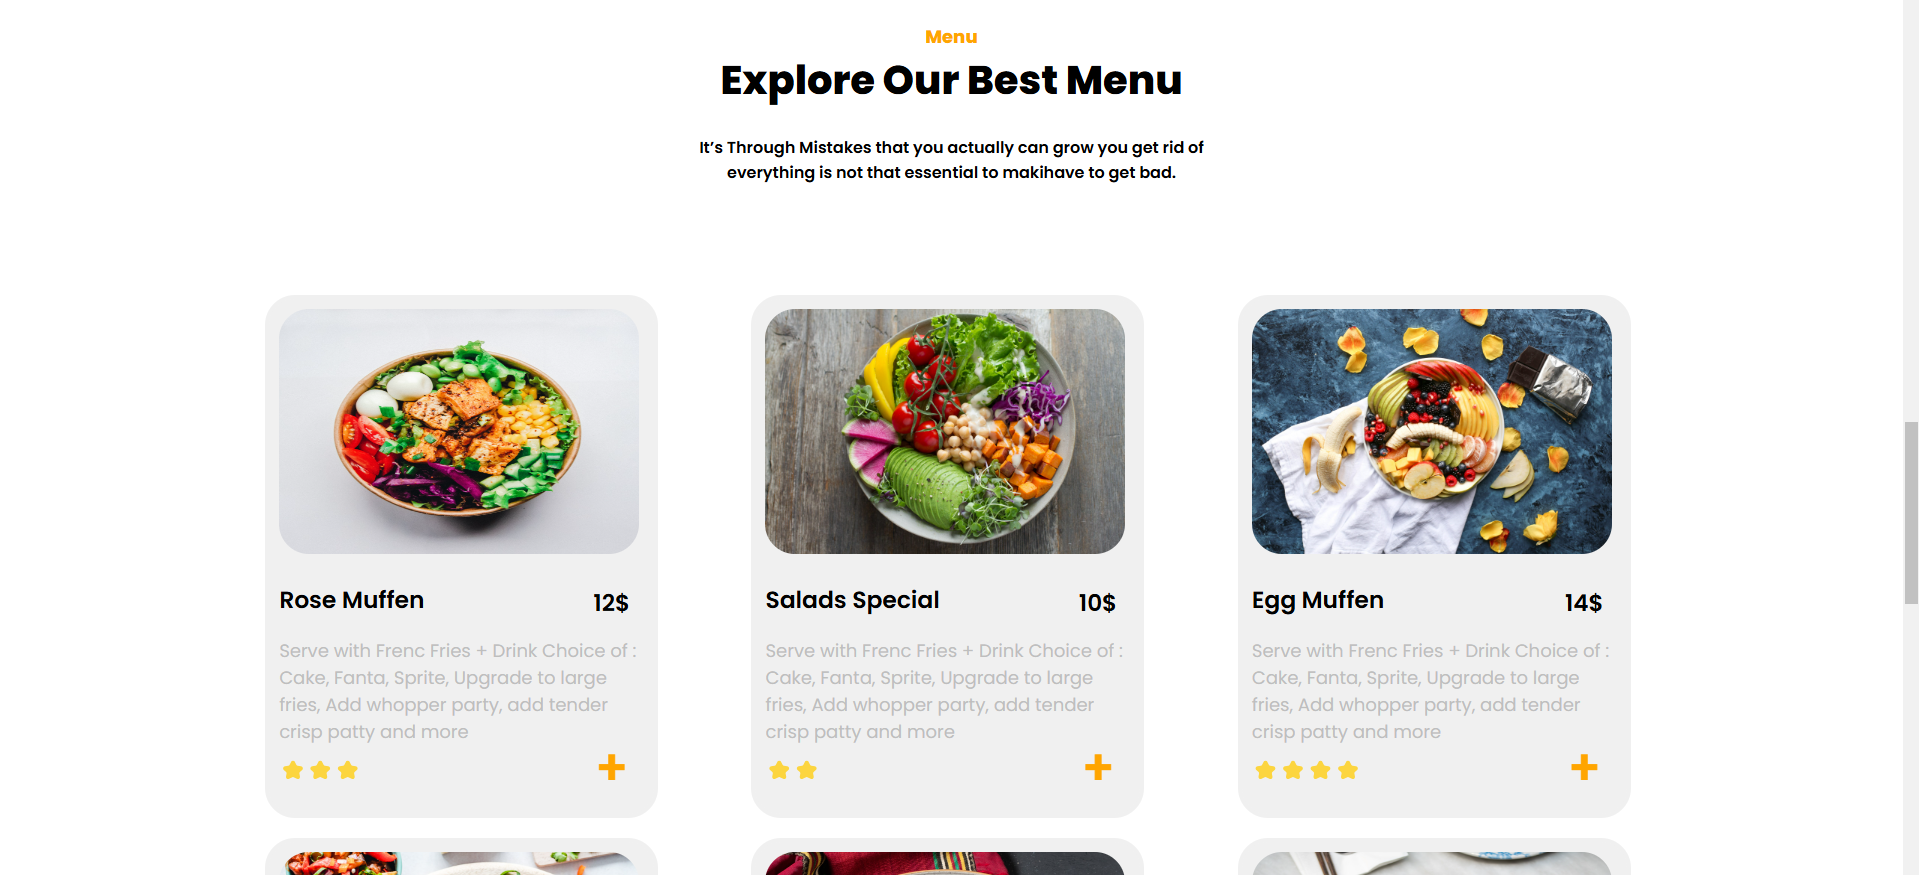 Menu
Explore Our Best Menu
It’s Through Mistakes that you actually can grow you get rid of
everything is not that essential to makihave to get bad.
Rose Muffen 12$
Serve with Frenc Fries + Drink Choice of :
Cake, Fanta, Sprite, Upgrade to large
fries, Add whopper party, add tender
crisp patty and more
Salads Special 10$
Serve with Frenc Fries + Drink Choice of :
Cake, Fanta, Sprite, Upgrade to large
fries, Add whopper party, add tender
crisp patty and more
Egg Muffen 14$
Serve with Frenc Fries + Drink Choice of :
Cake, Fanta, Sprite, Upgrade to large
fries, Add whopper party, add tender
crisp patty and more